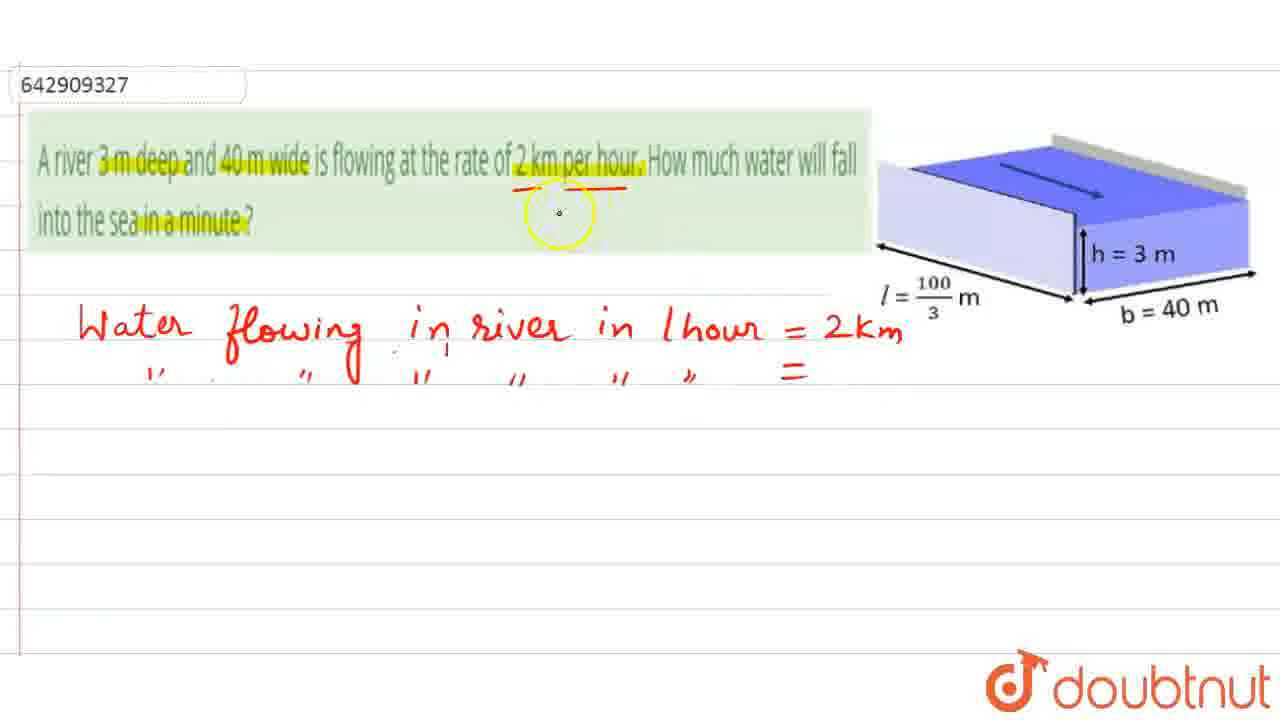 642909327
A river 3 m deep and 40 m wide is flowing at the rate of 2 km per hour. How much water will fall
into the sea in a minute ?
h = 3 m
l = 100/3 m
b = 40 m
Water flowing in river in 1 hour = 2 km
" " " " " " =
doubtnut